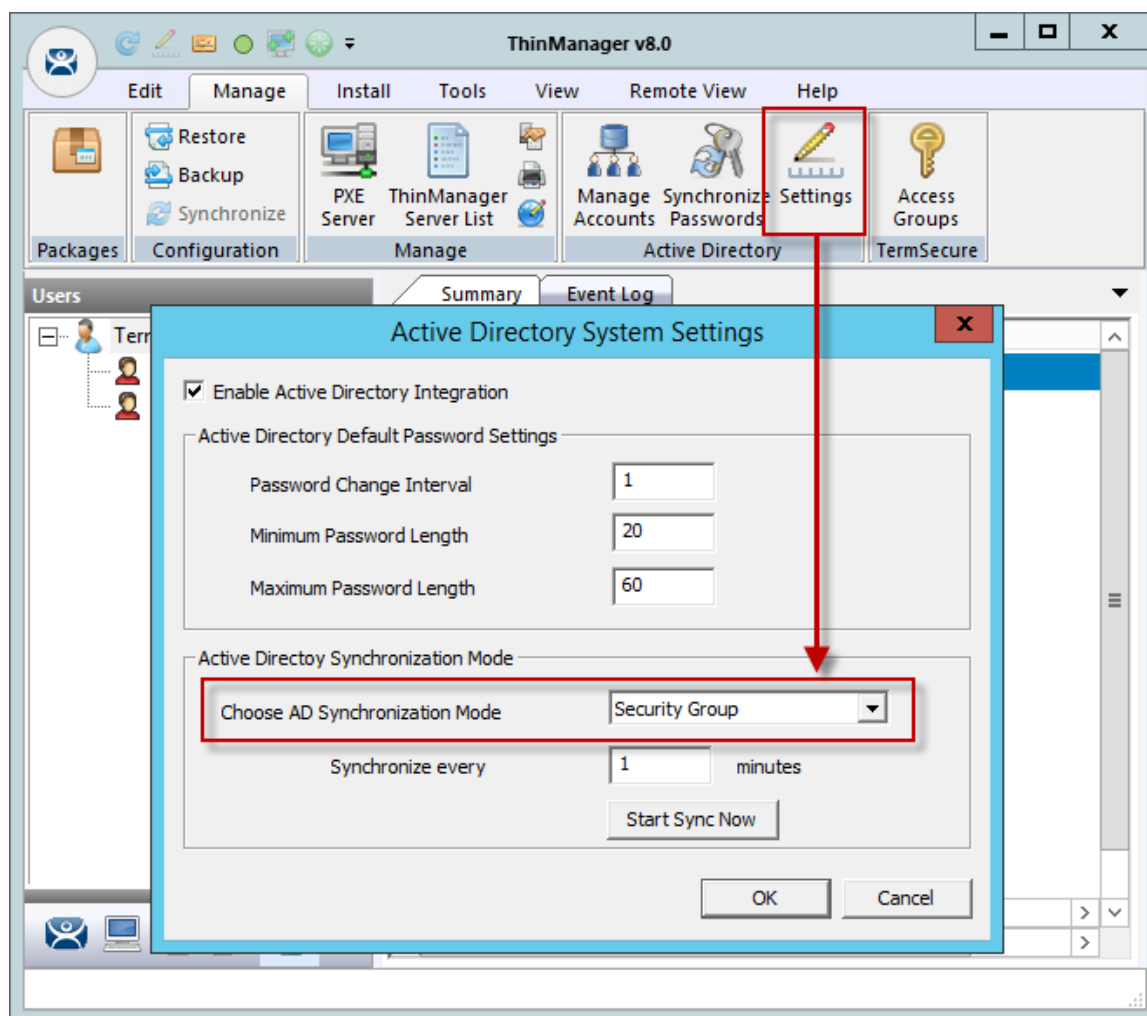 ThinManager v8.0
Edit Manage Install Tools View Remote View Help
Restore
Backup
Synchronize
PXE Server
ThinManager Server List
Manage Accounts
Synchronize Passwords
Settings
Access Groups
Packages Configuration Manage Active Directory TermSecure
Users
Summary Event Log
Active Directory System Settings
Enable Active Directory Integration
Active Directory Default Password Settings
Password Change Interval 1
Minimum Password Length 20
Maximum Password Length 60
Active Directoy Synchronization Mode
Choose AD Synchronization Mode Security Group
Synchronize every 1 minutes
Start Sync Now
OK Cancel